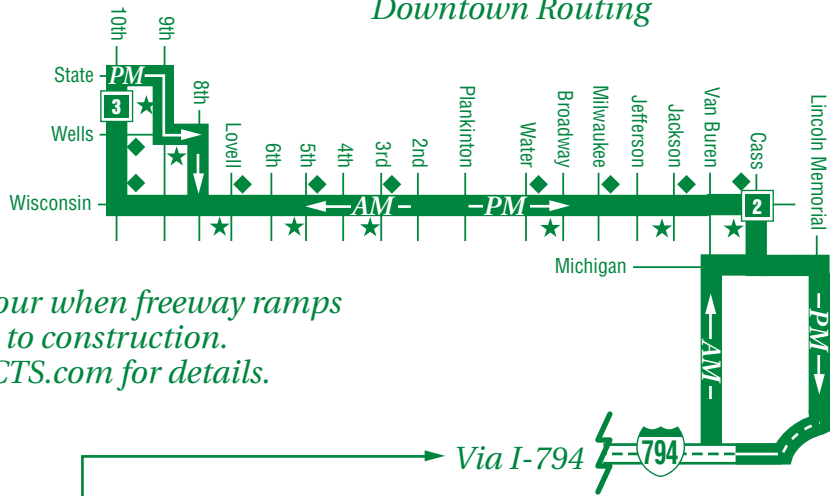 Downtown Routing
10th
9th
8th
Lovell
6th
5th
4th
3rd
2nd
Plankinton
Water
Broadway
Milwaukee
Jefferson
Jackson
Van Buren
Cass
Lincoln Memorial
State
PM
3
Wells
Wisconsin
AM
PM
2
Michigan
our when freeway ramps
to construction.
CTS.com for details.
AM
PM
Via I-794
794